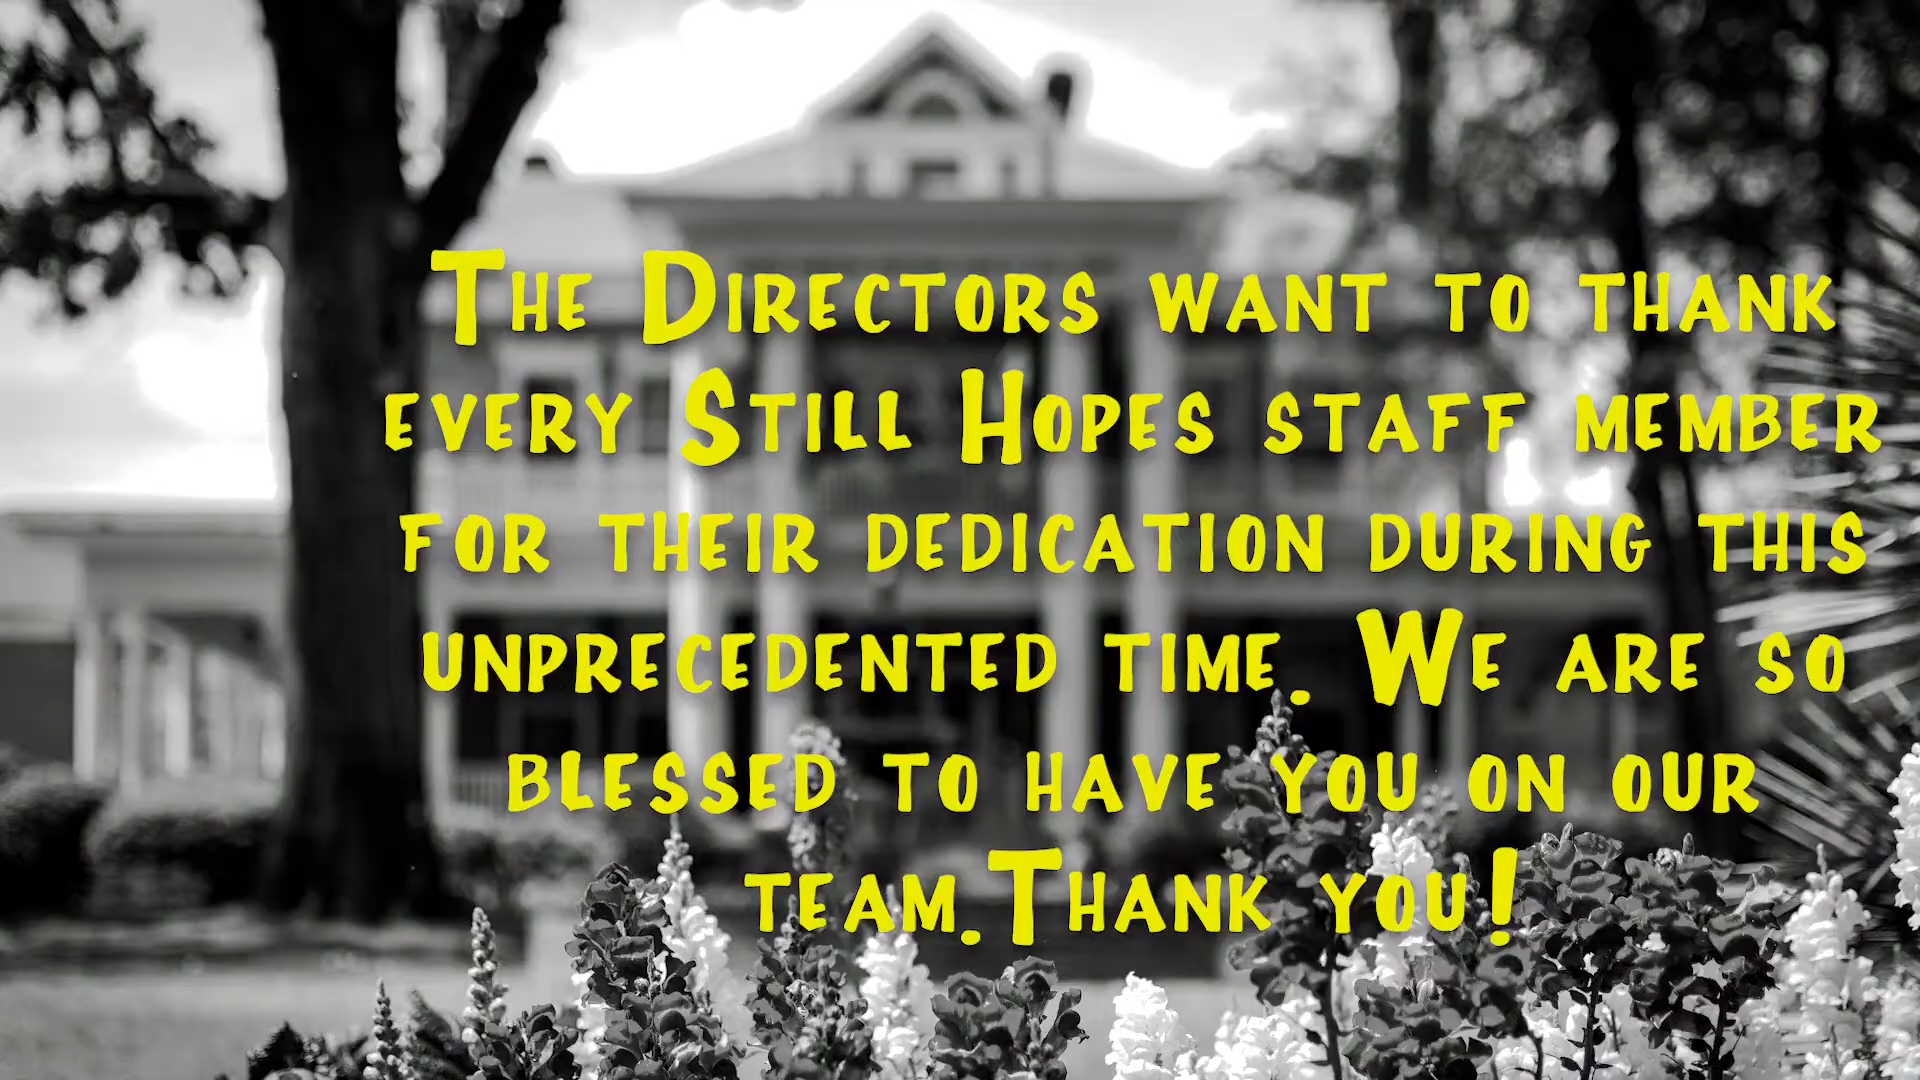 The Directors want to thank
every Still Hopes staff member
for their dedication during this
unprecedented time. We are so
blessed to have you on our
team.Thank you!